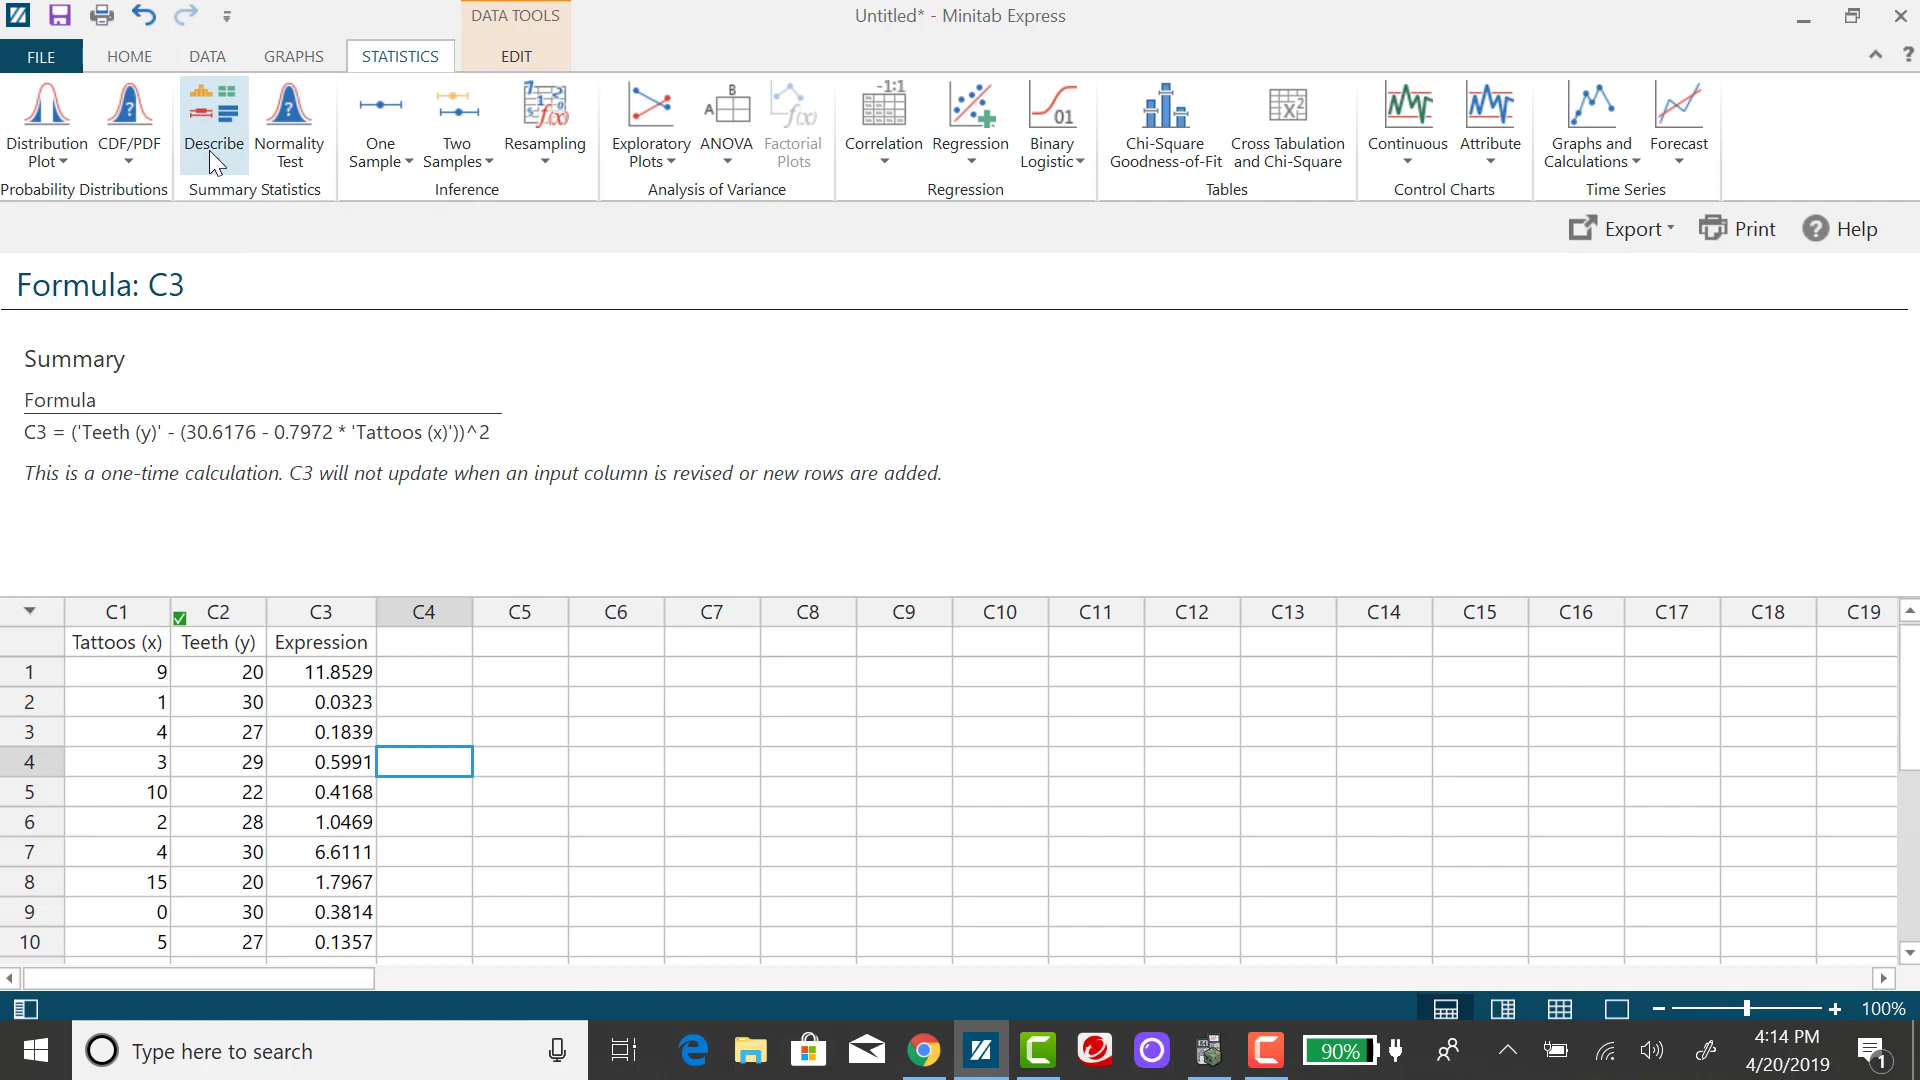 DATA TOOLS
Untitled* - Minitab Express
FILE
HOME
DATA
GRAPHS
STATISTICS
EDIT
?
Distribution
Plot
CDF/PDF
Describe
Normality
Test
One
Sample
Two
Samples
Resampling
Exploratory
Plots
ANOVA
Factorial
Plots
Correlation
Regression
Binary
Logistic
Chi-Square
Goodness-of-Fit
Cross Tabulation
and Chi-Square
Continuous
Attribute
Graphs and
Calculations
Forecast
Probability Distributions
Summary Statistics
Inference
Analysis of Variance
Regression
Tables
Control Charts
Time Series
Export
Print
Help
Formula: C3
Summary
Formula
C3 = ('Teeth (y)' - (30.6176 - 0.7972 * 'Tattoos (x)'))^2
This is a one-time calculation. C3 will not update when an input column is revised or new rows are added.
C1 C2 C3 C4 C5 C6 C7 C8 C9 C10 C11 C12 C13 C14 C15 C16 C17 C18 C19
Tattoos (x) Teeth (y) Expression
1 9 20 11.8529
2 1 30 0.0323
3 4 27 0.1839
4 3 29 0.5991
5 10 22 0.4168
6 2 28 1.0469
7 4 30 6.6111
8 15 20 1.7967
9 0 30 0.3814
10 5 27 0.1357
100%
Type here to search
90%
4:14 PM
4/20/2019
1